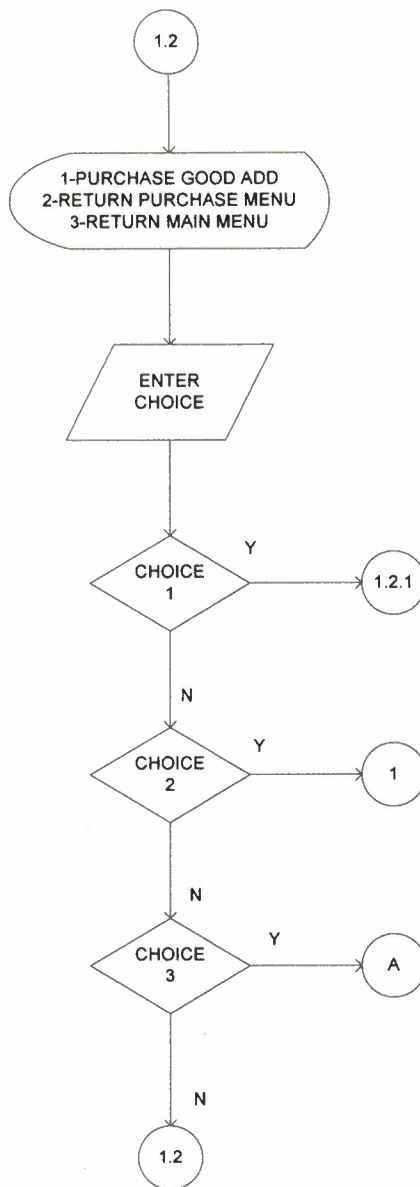 1.2
1-PURCHASE GOOD ADD
2-RETURN PURCHASE MENU
3-RETURN MAIN MENU
ENTER
CHOICE
CHOICE
1
Y
1.2.1
N
CHOICE
2
Y
1
N
CHOICE
3
Y
A
N
1.2